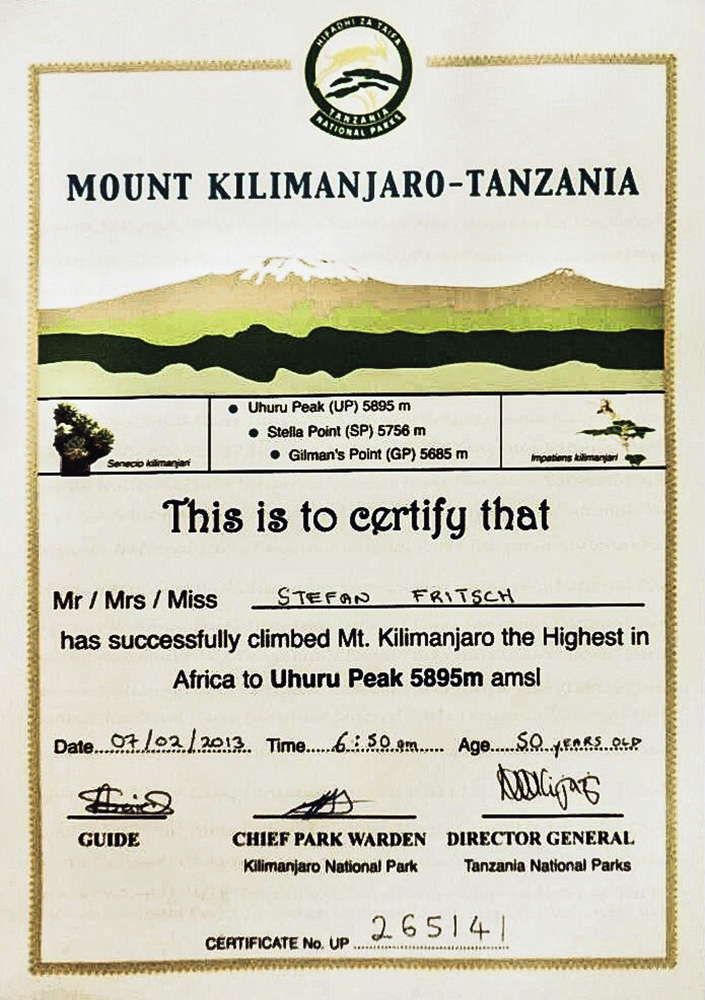 HIFADHI ZA TAIFA
TANZANIA
NATIONAL PARKS
MOUNT KILIMANJARO-TANZANIA
• Uhuru Peak (UP) 5895 m
• Stella Point (SP) 5756 m
• Gilman's Point (GP) 5685 m
Senecio kilimanjari
Impatiens kilimanjari
This is to certify that
Mr / Mrs / Miss STEFAN FRITSCH
has successfully climbed Mt. Kilimanjaro the Highest in
Africa to Uhuru Peak 5895m amsl
Date....07/02/2013. Time.....6:50 am..... Age....50 YEARS OLD
GUIDE CHIEF PARK WARDEN DIRECTOR GENERAL
Kilimanjaro National Park Tanzania National Parks
CERTIFICATE No. UP 265141